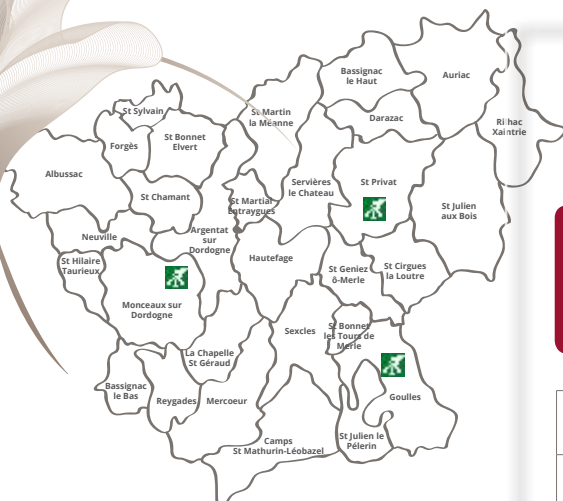 Bassignac
le Haut
Auriac
St Sylvain
St Martin
la Méanne
Darazac
Rilhac
Xaintrie
Forgès
St Bonnet
Elvert
Albussac
Servières
le Chateau
St Privat
St Chamant
St Martial
Entraygues
St Julien
aux Bois
Neuville
Argentat
sur
Dordogne
St Hilaire
Taurieux
Hautefage
St Geniez
ô-Merle
St Cirgues
la Loutre
Monceaux sur
Dordogne
Sexcles
St Bonnet
les Tours de
Merle
La Chapelle
St Géraud
Bassignac
le Bas
Reygades
Mercoeur
Goulles
Camps
St Mathurin-Léobazel
St Julien le
Pélerin